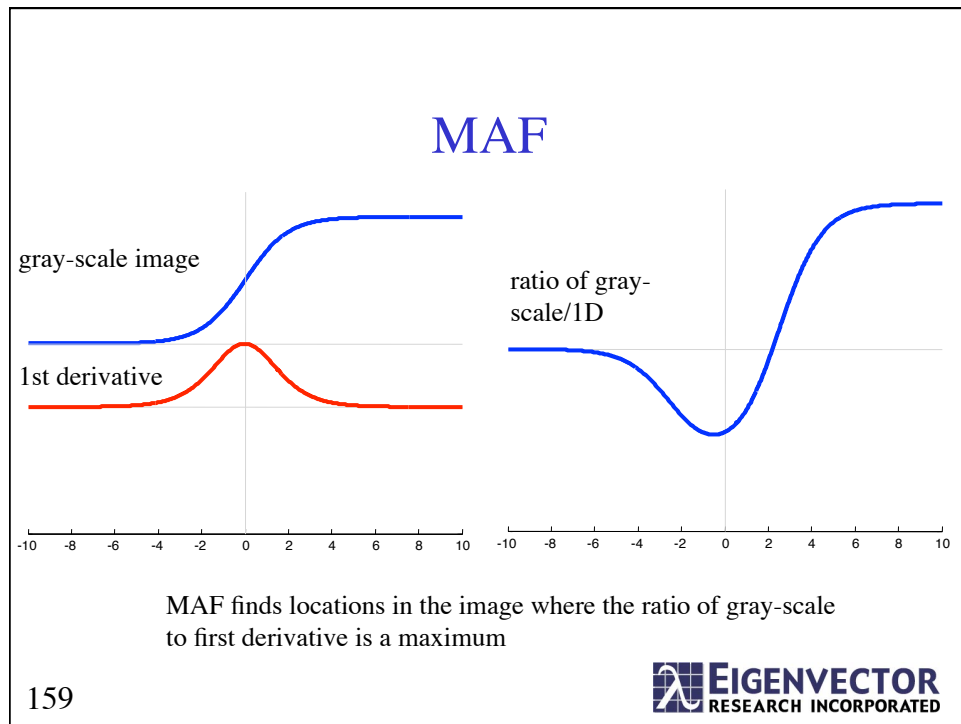 MAF
gray-scale image
1st derivative
-10 -8 -6 -4 -2 0 2 4 6 8 10
ratio of gray-
scale/1D
-10 -8 -6 -4 -2 0 2 4 6 8 10
MAF finds locations in the image where the ratio of gray-scale
to first derivative is a maximum
159
λ
EIGENVECTOR
RESEARCH INCORPORATED